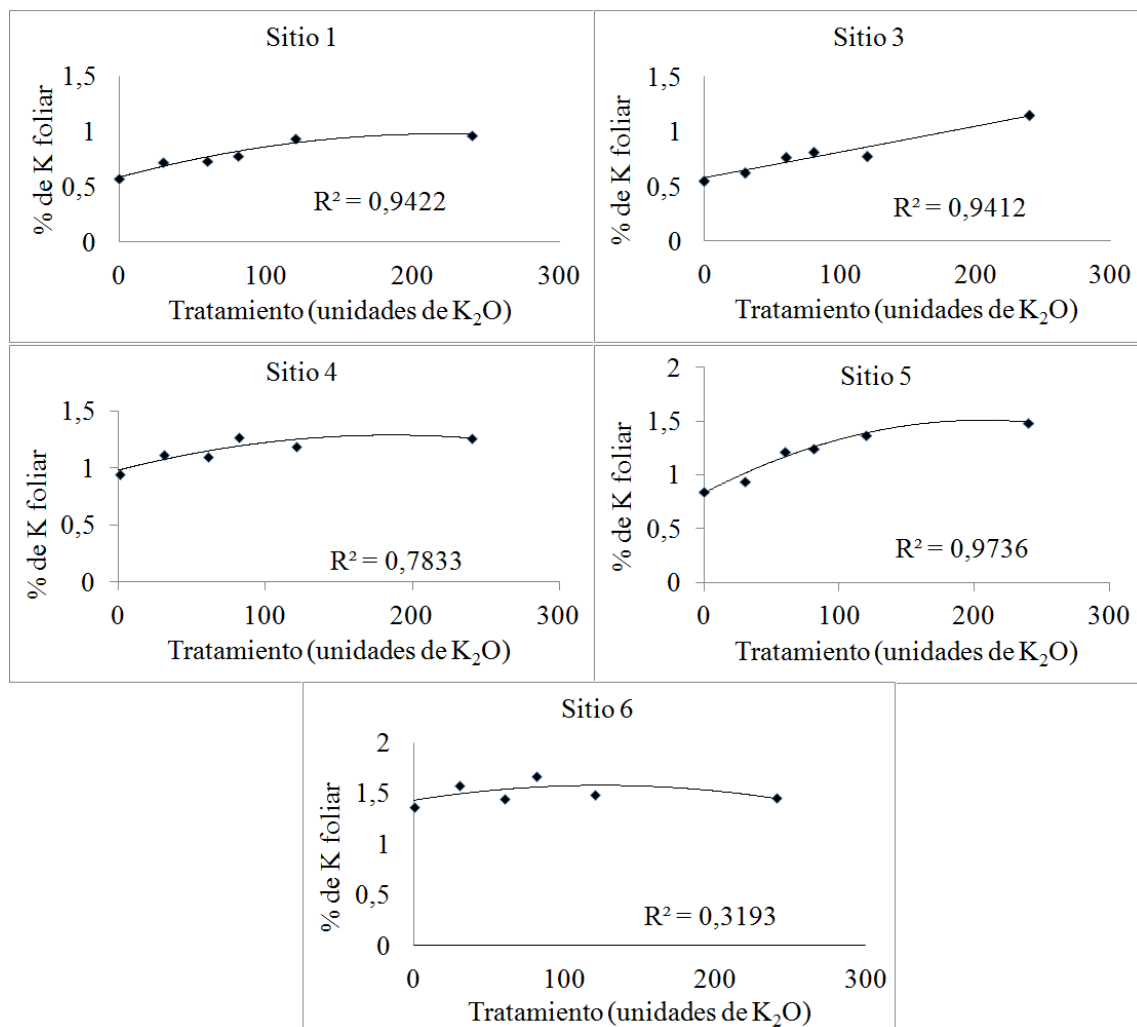 Sitio 1
% de K foliar
1,5
1
0,5
0
R² = 0,9422
0
100
200
300
Tratamiento (unidades de K₂O)
Sitio 3
% de K foliar
1,5
1
0,5
0
R² = 0,9412
0
100
200
300
Tratamiento (unidades de K₂O)
Sitio 4
% de K foliar
1,5
1
0,5
0
R² = 0,7833
0
100
200
300
Tratamiento (unidades de K₂O)
Sitio 5
% de K foliar
2
1,5
1
0,5
0
R² = 0,9736
0
100
200
300
Tratamiento (unidades de K₂O)
Sitio 6
% de K foliar
2
1,5
1
0,5
0
R² = 0,3193
0
100
200
300
Tratamiento (unidades de K₂O)